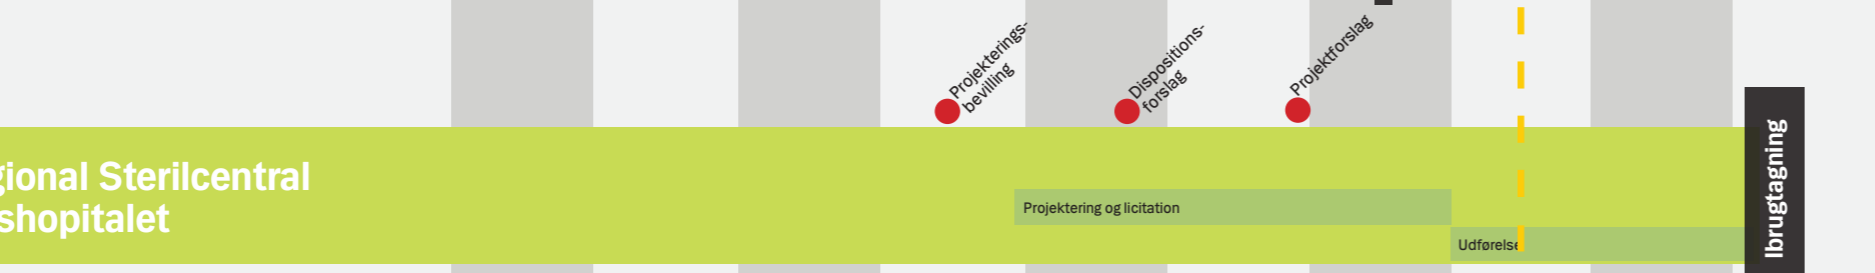 Projekterings-
bevilling
Dispositions-
forslag
Projektforslag
gional Sterilcentral
shopitalet
Projektering og licitation
Udførelse
Ibrugtagning